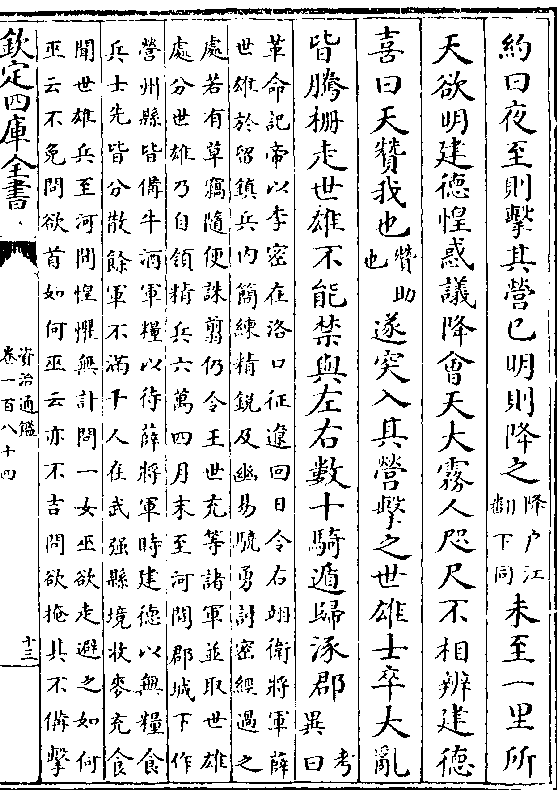 約曰夜至則擊其營已明則降之降户江翻下同未至一里所
天欲明建德惶惑議降會天大霧人咫尺不相辨建德
喜曰天贊我也贊助也遂突入其營擊之世雄士卒大亂
皆騰柵走世雄不能禁與左右數十騎遁歸涿郡考異曰
革命記帝以李密在洛口征遼回日令右翊衛將軍薛
世雄於留鎮兵内簡練精銳及幽易驍勇討密經過之
處若有草竊隨便誅翦仍令王世充等諸軍並取世雄
處分世雄乃自領精兵六萬四月末至河間郡城下作
營州縣皆備牛酒軍糧以待薛將軍時建德以無糧食
兵士先皆分散餘軍不滿千人在武强縣境收麥充食
聞世雄兵至河間惶懼無計問一女巫欲走避之如何
巫云不免問欲首如何巫云亦不吉問欲掩其不備擊
欽定四庫全書
資治通鑑
卷一百八十四
十三